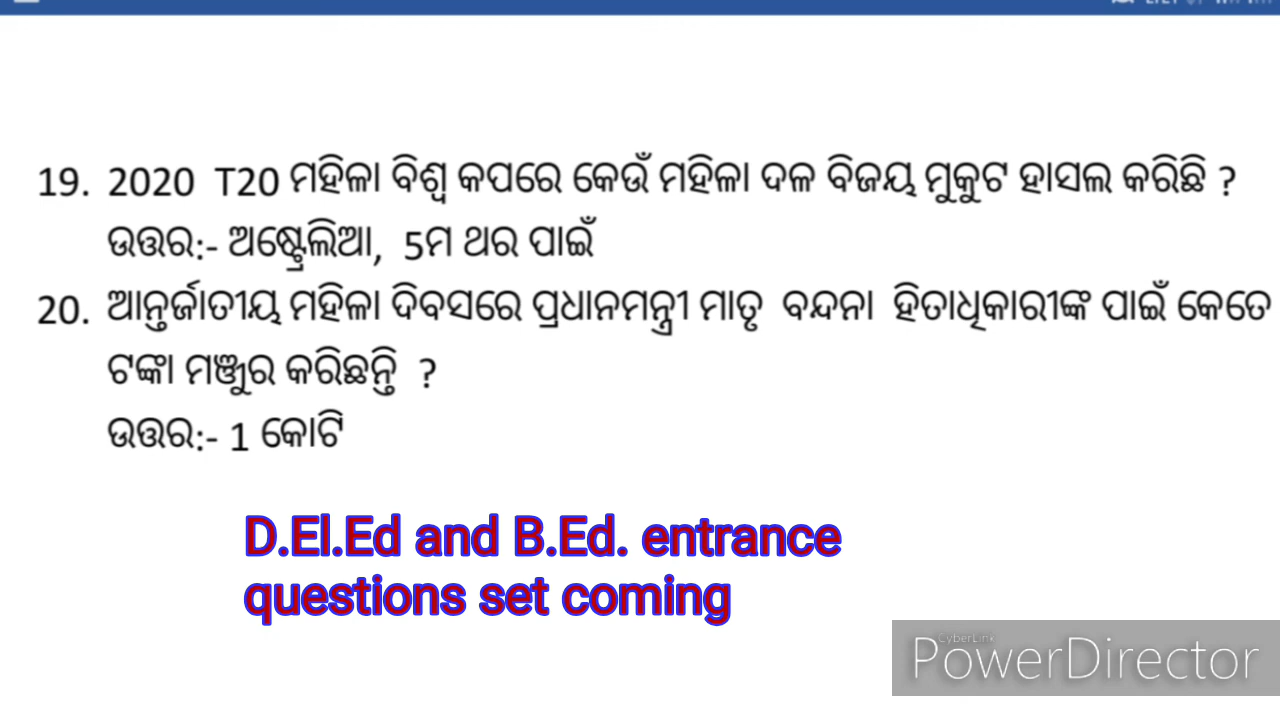 19. 2020 T20 ମହିଳା ବିଶ୍ୱ କପରେ କେଉଁ ମହିଳା ଦଳ ବିଜୟ ମୁକୁଟ ହାସଲ କରିଛି ?
ଉତ୍ତର:- ଅଷ୍ଟ୍ରେଲିଆ, 5ମ ଥର ପାଇଁ
20. ଆନ୍ତର୍ଜାତୀୟ ମହିଳା ଦିବସରେ ପ୍ରଧାନମନ୍ତ୍ରୀ ମାତୃ ବନ୍ଦନା ହିତାଧିକାରୀଙ୍କ ପାଇଁ କେତେ
ଟଙ୍କା ମଞ୍ଜୁର କରିଛନ୍ତି ?
ଉତ୍ତର:- 1 କୋଟି
D.El.Ed and B.Ed. entrance
questions set coming
CyberLink
PowerDirector